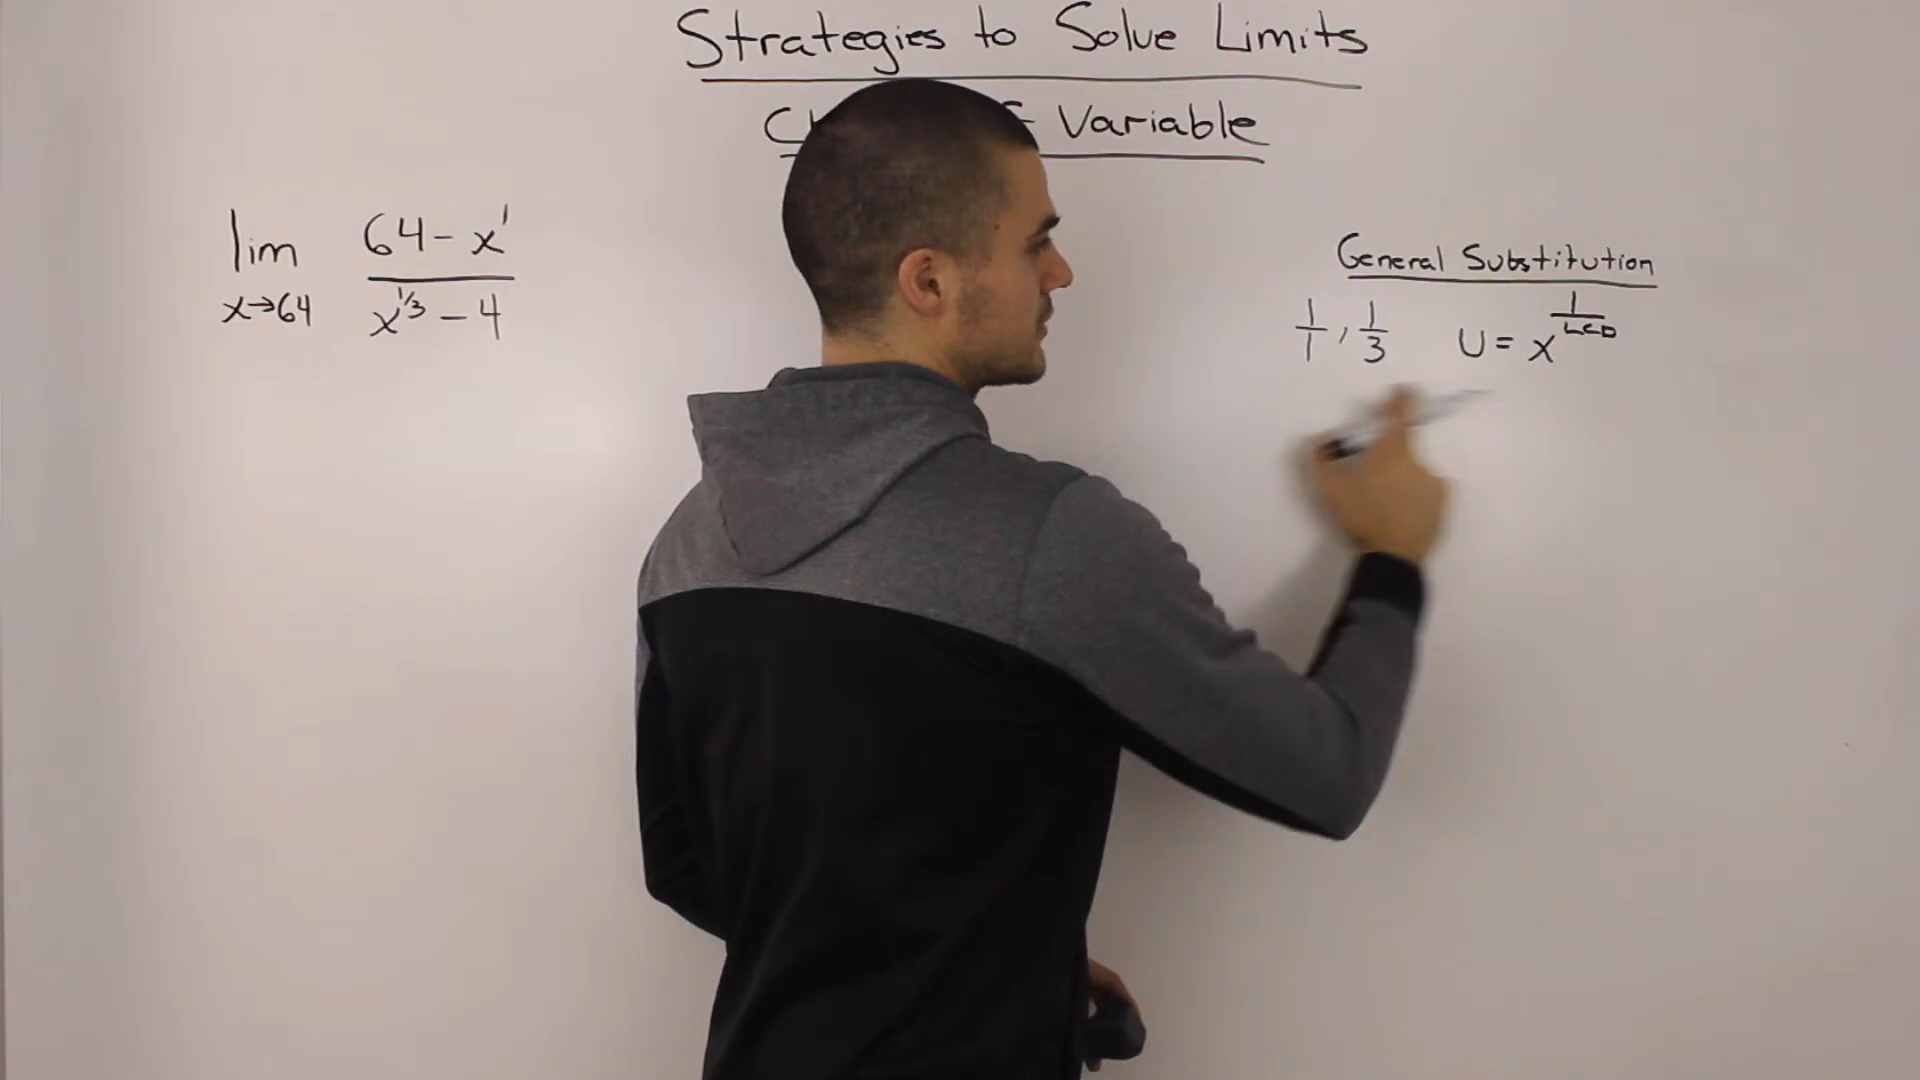 Strategies to Solve Limits
Variable
lim 64 - x¹
x→64 x^⅓ - 4
General Substitution
1/1 , 1/3 U = x^(1/LCD)